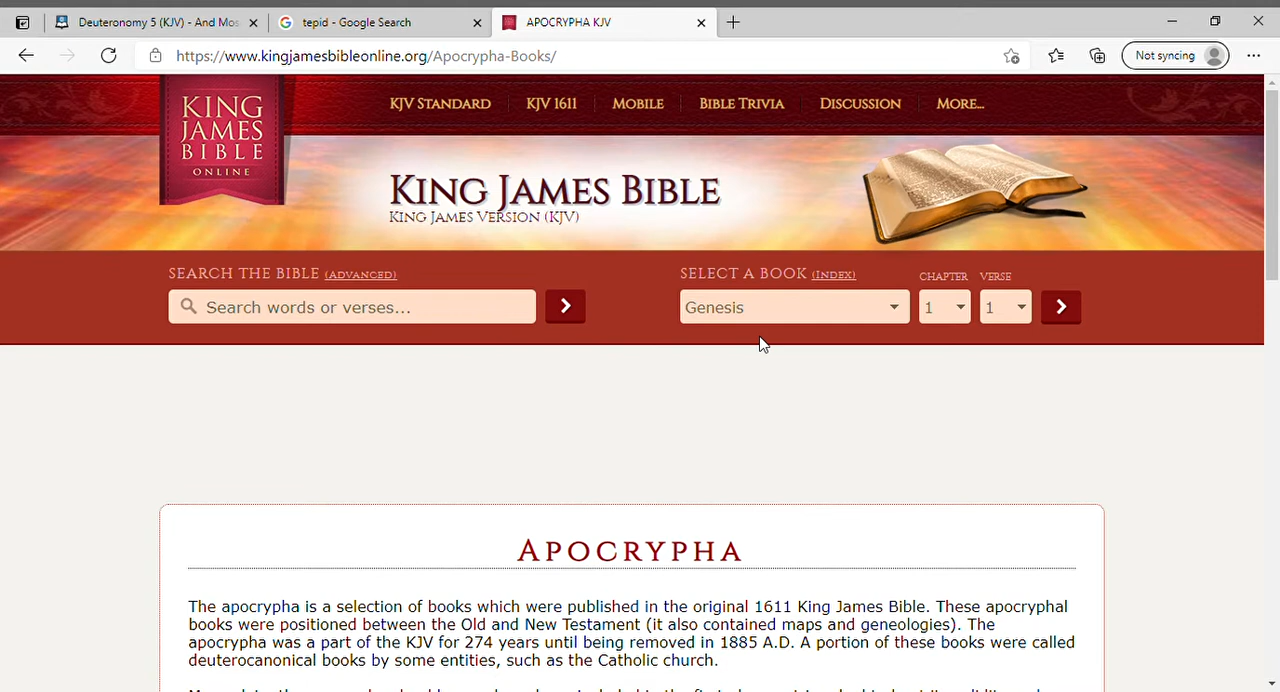 Deuteronomy 5 (KJV) - And Mos
tepid - Google Search
APOCRYPHA KJV
https://www.kingjamesbibleonline.org/Apocrypha-Books/
Not syncing
KING
JAMES
BIBLE
ONLINE
KJV STANDARD
KJV 1611
MOBILE
BIBLE TRIVIA
DISCUSSION
MORE...
KING JAMES BIBLE
KING JAMES VERSION (KJV)
SEARCH THE BIBLE (ADVANCED)
Search words or verses...
SELECT A BOOK (INDEX)
CHAPTER
VERSE
Genesis
1
1
APOCRYPHA
The apocrypha is a selection of books which were published in the original 1611 King James Bible. These apocryphal
books were positioned between the Old and New Testament (it also contained maps and geneologies). The
apocrypha was a part of the KJV for 274 years until being removed in 1885 A.D. A portion of these books were called
deuterocanonical books by some entities, such as the Catholic church.